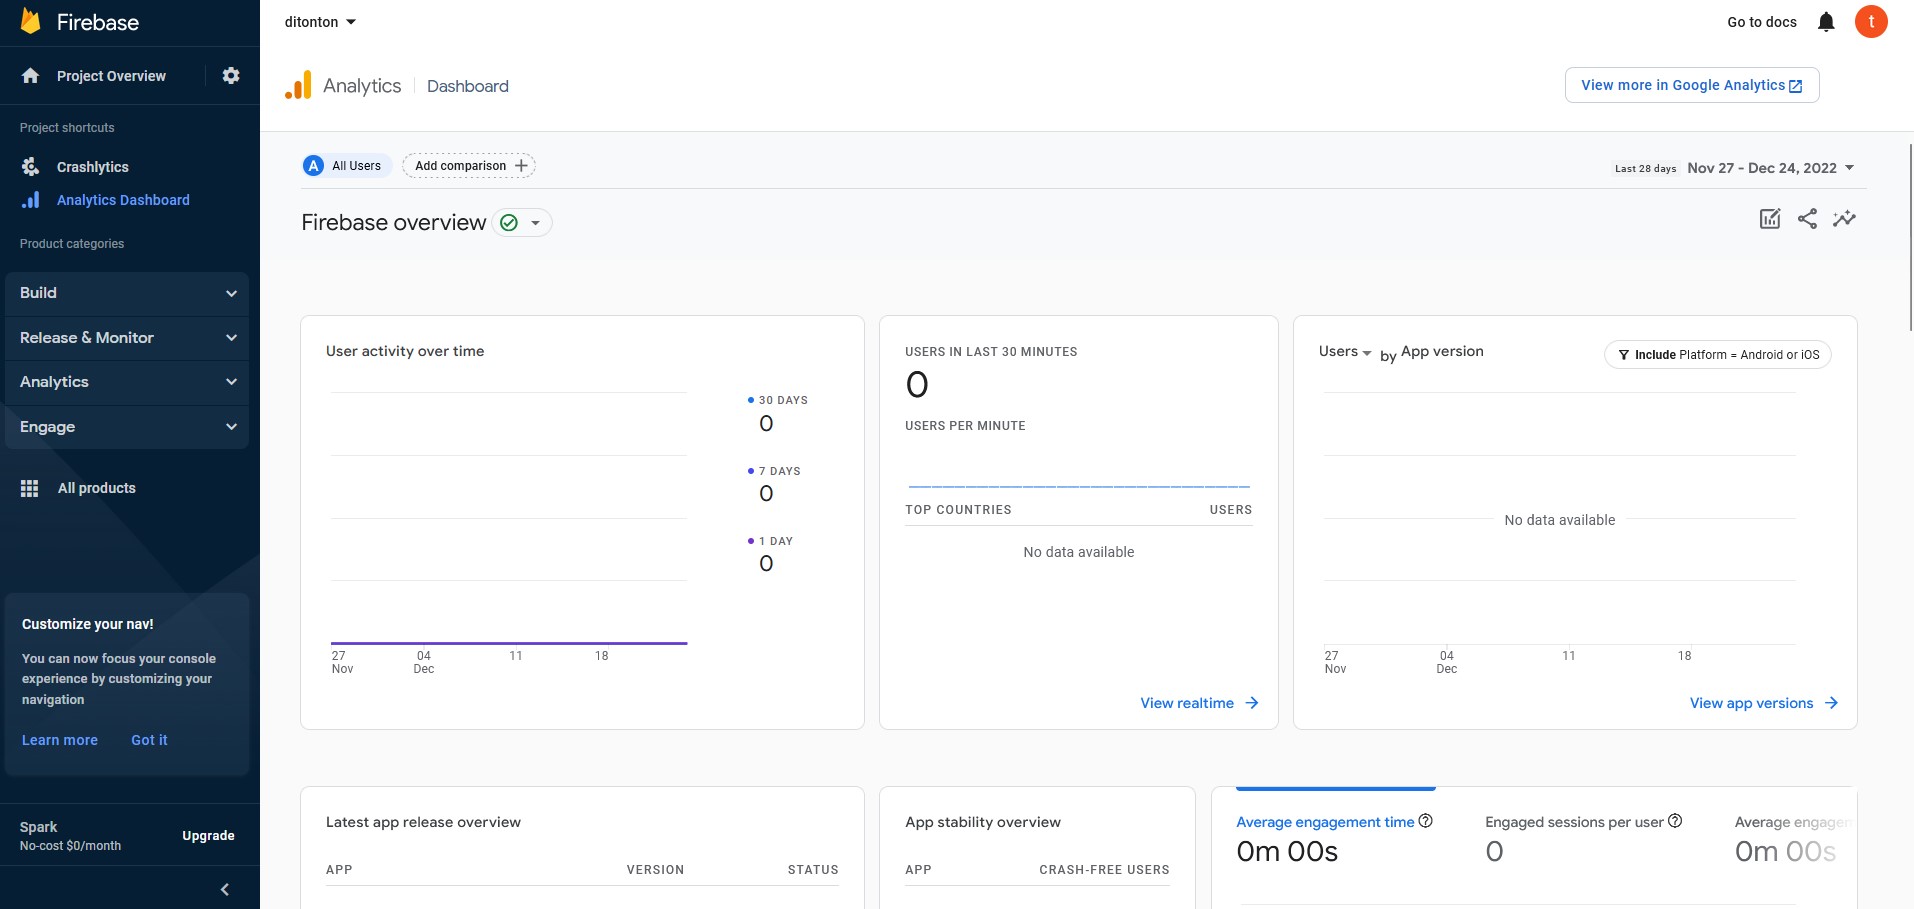 Firebase
Project Overview
Project shortcuts
Crashlytics
Analytics Dashboard
Product categories
Build
Release & Monitor
Analytics
Engage
All products
Customize your nav!
You can now focus your console
experience by customizing your
navigation
Learn more Got it
Spark
No-cost $0/month
Upgrade
ditonton
Go to docs
t
Analytics Dashboard
View more in Google Analytics
A All Users
Add comparison
Last 28 days Nov 27 - Dec 24, 2022
Firebase overview
User activity over time
30 DAYS
0
7 DAYS
0
1 DAY
0
27 04 11 18
Nov Dec
USERS IN LAST 30 MINUTES
0
USERS PER MINUTE
TOP COUNTRIES USERS
No data available
View realtime
Users by App version
Include Platform = Android or iOS
No data available
27 04 11 18
Nov Dec
View app versions
Latest app release overview
APP VERSION STATUS
App stability overview
APP CRASH-FREE USERS
Average engagement time
0m 00s
Engaged sessions per user
0
Average engagem
0m 00s